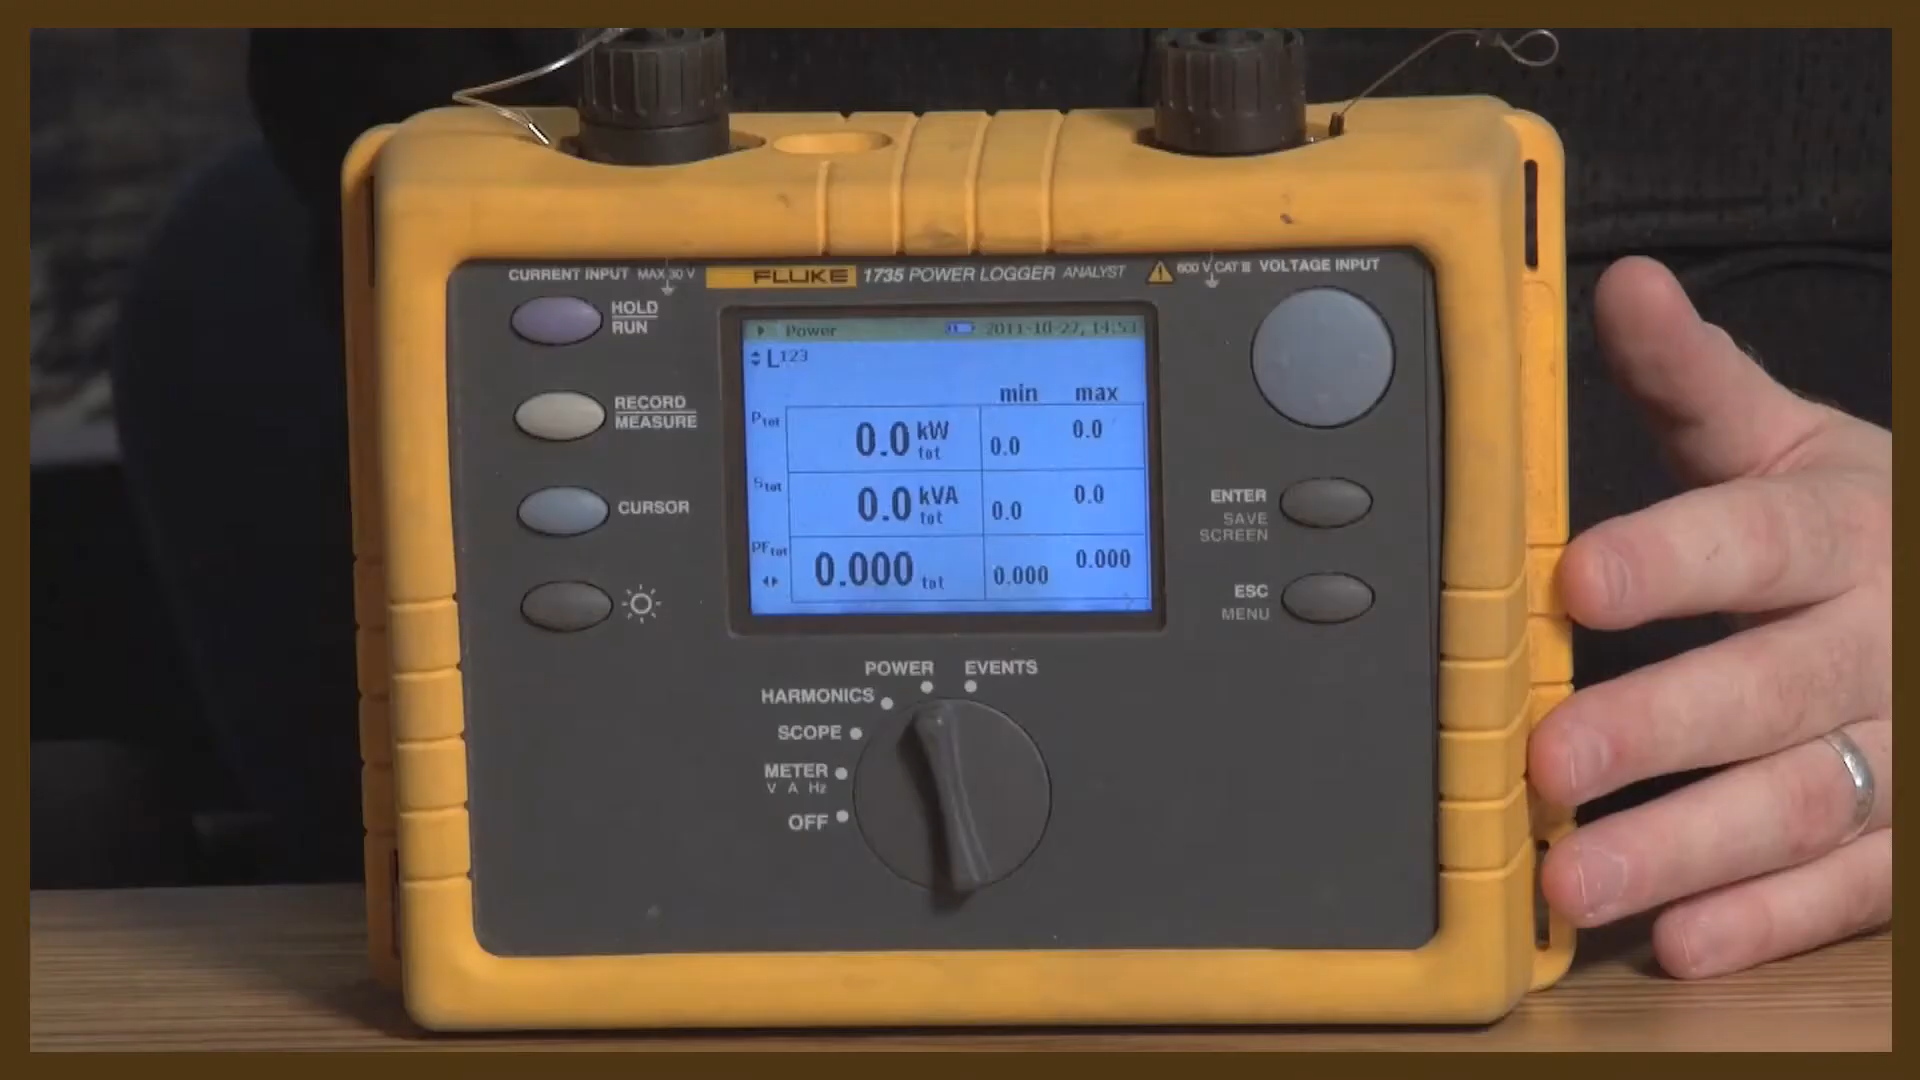 CURRENT INPUT MAX 30 V
FLUKE 1735 POWER LOGGER ANALYST
600 V CAT III VOLTAGE INPUT
HOLD
RUN
RECORD
MEASURE
CURSOR
Power 2011-10-27, 14:53
L123
min max
Ptot 0.0 kW tot 0.0 0.0
Stot 0.0 kVA tot 0.0 0.0
PFtot 0.000 tot 0.000 0.000
ENTER
SAVE
SCREEN
ESC
MENU
POWER EVENTS
HARMONICS
SCOPE
METER
V A Hz
OFF